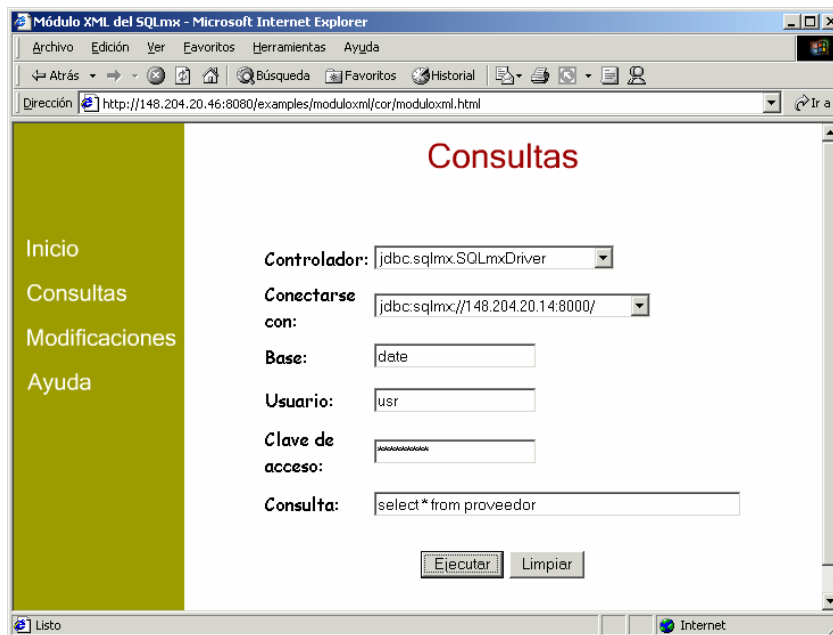 Módulo XML del SQLmx - Microsoft Internet Explorer
Archivo Edición Ver Favoritos Herramientas Ayuda
Atrás Búsqueda Favoritos Historial
Dirección http://148.204.20.46:8080/examples/moduloxml/cor/moduloxml.html Ir a
Consultas
Inicio
Consultas
Modificaciones
Ayuda
Controlador: jdbc.sqlmx.SQLmxDriver
Conectarse
con: jdbc:sqlmx://148.204.20.14:8000/
Base: date
Usuario: usr
Clave de
acceso: **********
Consulta: select * from proveedor
Ejecutar Limpiar
Listo Internet